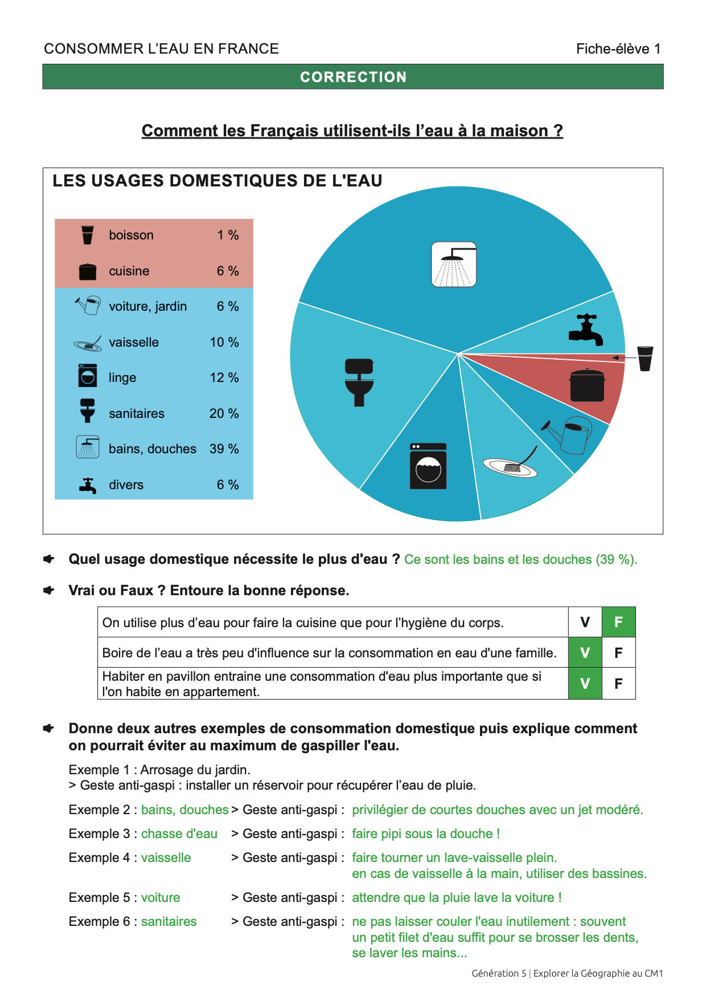 CONSOMMER L’EAU EN FRANCE
Fiche-élève 1
CORRECTION
Comment les Français utilisent-ils l’eau à la maison ?
LES USAGES DOMESTIQUES DE L'EAU
boisson 1 %
cuisine 6 %
voiture, jardin 6 %
vaisselle 10 %
linge 12 %
sanitaires 20 %
bains, douches 39 %
divers 6 %
Quel usage domestique nécessite le plus d'eau ? Ce sont les bains et les douches (39 %).
Vrai ou Faux ? Entoure la bonne réponse.
On utilise plus d’eau pour faire la cuisine que pour l’hygiène du corps. V F
Boire de l’eau a très peu d'influence sur la consommation en eau d'une famille. V F
Habiter en pavillon entraine une consommation d'eau plus importante que si
l'on habite en appartement. V F
Donne deux autres exemples de consommation domestique puis explique comment
on pourrait éviter au maximum de gaspiller l'eau.
Exemple 1 : Arrosage du jardin.
> Geste anti-gaspi : installer un réservoir pour récupérer l’eau de pluie.
Exemple 2 : bains, douches > Geste anti-gaspi : privilégier de courtes douches avec un jet modéré.
Exemple 3 : chasse d'eau > Geste anti-gaspi : faire pipi sous la douche !
Exemple 4 : vaisselle > Geste anti-gaspi : faire tourner un lave-vaisselle plein.
en cas de vaisselle à la main, utiliser des bassines.
Exemple 5 : voiture > Geste anti-gaspi : attendre que la pluie lave la voiture !
Exemple 6 : sanitaires > Geste anti-gaspi : ne pas laisser couler l'eau inutilement : souvent
un petit filet d'eau suffit pour se brosser les dents,
se laver les mains...
Génération 5 | Explorer la Géographie au CM1